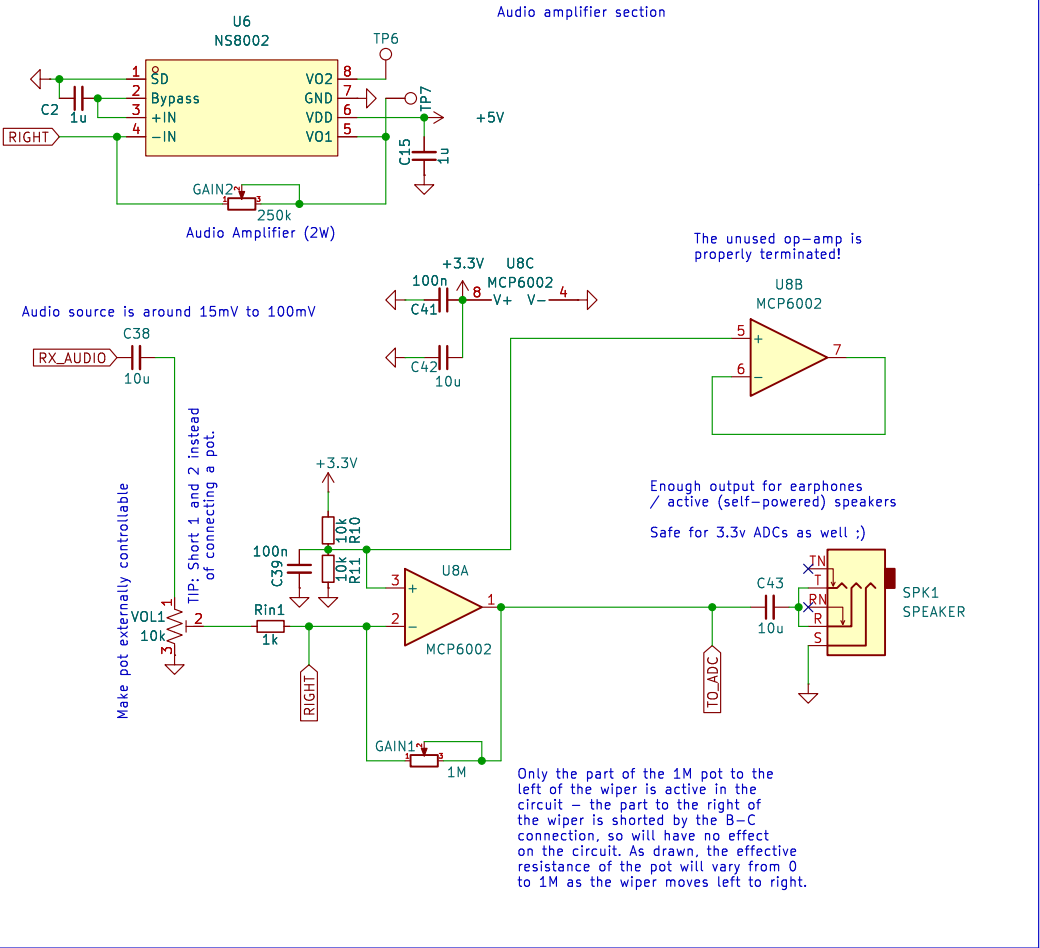 Audio amplifier section
U6
NS8002
TP6
1
SD
VO2
8
2
Bypass
GND
7
3
+IN
VDD
6
4
-IN
VO1
5
C2
1u
RIGHT
TP7
+5V
C15
1u
GAIN2
1
2
3
250k
Audio Amplifier (2W)
The unused op-amp is
properly terminated!
+3.3V
U8C
MCP6002
100n
C41
8
V+
V-
4
C42
10u
U8B
MCP6002
5
+
6
-
7
Audio source is around 15mV to 100mV
C38
RX_AUDIO
10u
TIP: Short 1 and 2 instead
of connecting a pot.
Make pot externally controllable
+3.3V
10k
R10
10k
R11
100n
C39
Enough output for earphones
/ active (self-powered) speakers
Safe for 3.3v ADCs as well ;)
U8A
3
+
2
-
1
MCP6002
VOL1
10k
1
2
3
Rin1
1k
RIGHT
TO_ADC
C43
10u
TN
T
RN
R
S
SPK1
SPEAKER
GAIN1
1
2
3
1M
Only the part of the 1M pot to the
left of the wiper is active in the
circuit - the part to the right of
the wiper is shorted by the B-C
connection, so will have no effect
on the circuit. As drawn, the effective
resistance of the pot will vary from 0
to 1M as the wiper moves left to right.